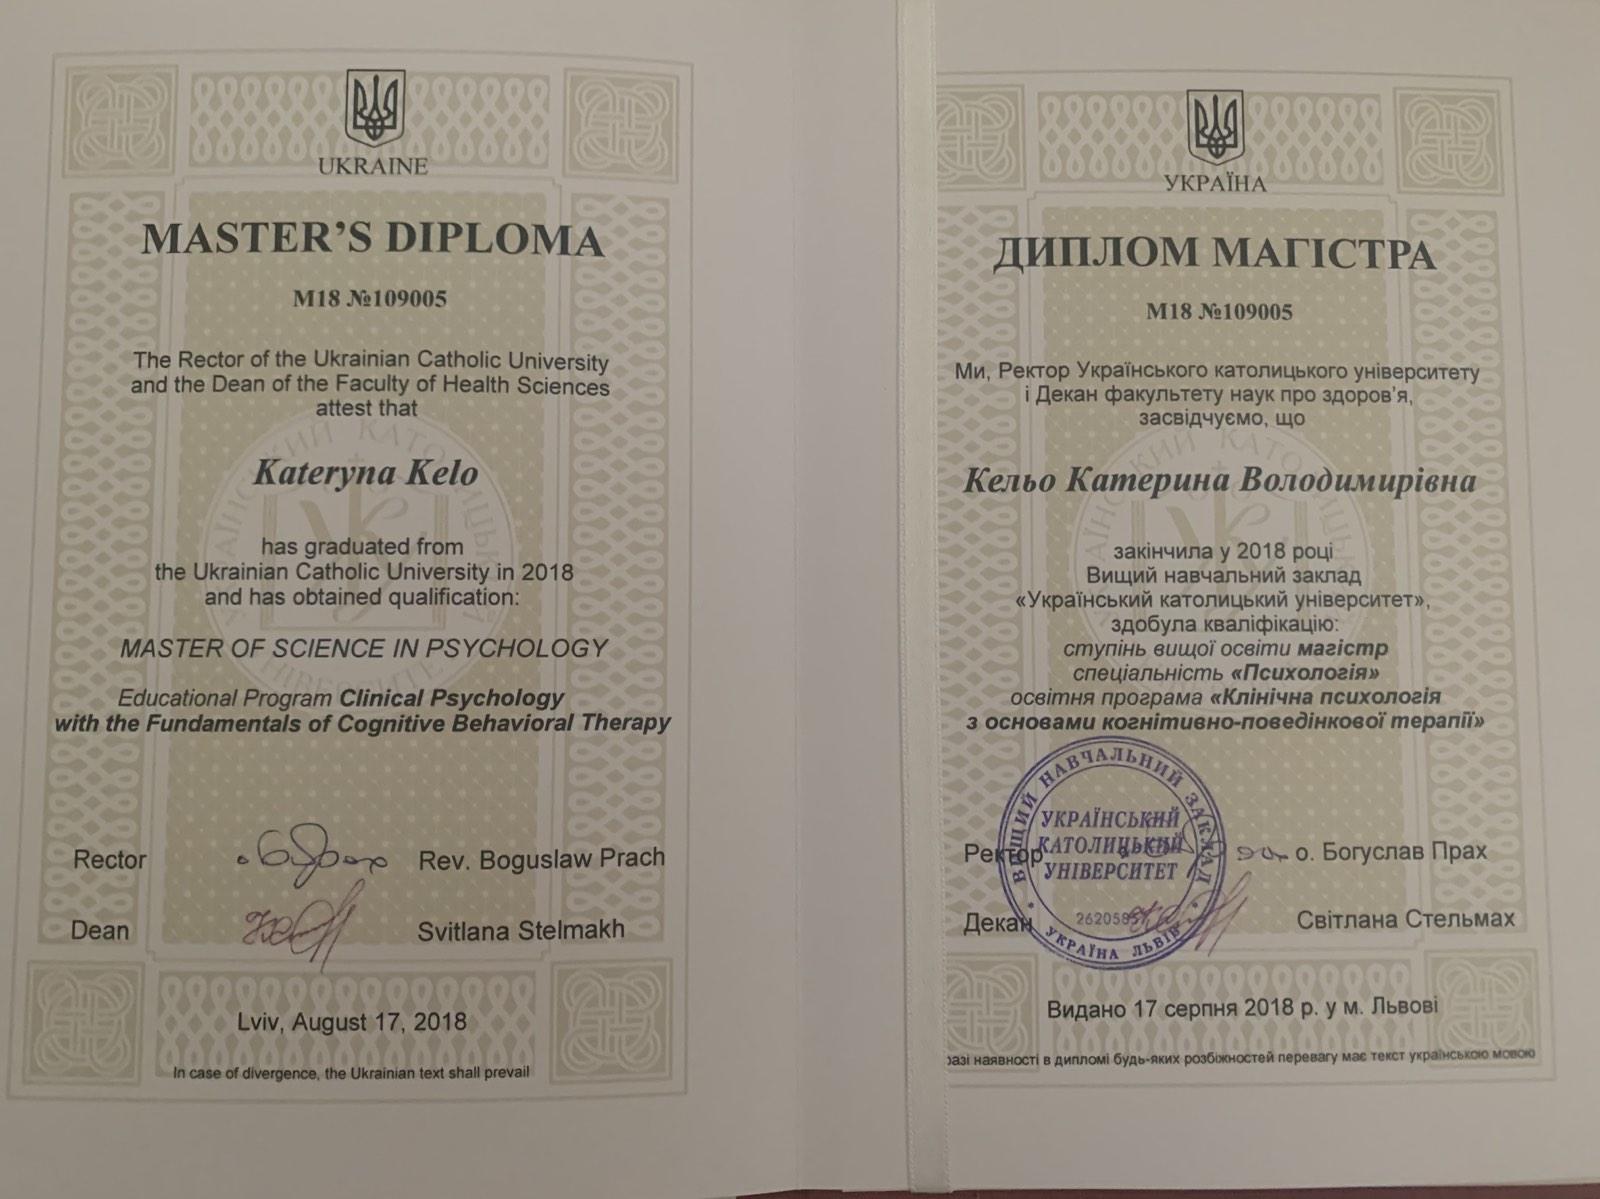 UKRAINE
MASTER’S DIPLOMA
М18 №109005
The Rector of the Ukrainian Catholic University
and the Dean of the Faculty of Health Sciences
attest that
Kateryna Kelo
has graduated from
the Ukrainian Catholic University in 2018
and has obtained qualification:
MASTER OF SCIENCE IN PSYCHOLOGY
Educational Program Clinical Psychology
with the Fundamentals of Cognitive Behavioral Therapy
Rector Rev. Boguslaw Prach
Dean Svitlana Stelmakh
Lviv, August 17, 2018
In case of divergence, the Ukrainian text shall prevail
УКРАЇНА
ДИПЛОМ МАГІСТРА
М18 №109005
Ми, Ректор Українського католицького університету
і Декан факультету наук про здоров’я,
засвідчуємо, що
Кельо Катерина Володимирівна
закінчила у 2018 році
Вищий навчальний заклад
«Український католицький університет»,
здобула кваліфікацію:
ступінь вищої освіти магістр
спеціальність «Психологія»
освітня програма «Клінічна психологія
з основами когнітивно-поведінкової терапії»
ВИЩИЙ НАВЧАЛЬНИЙ ЗАКЛАД
УКРАЇНСЬКИЙ
КАТОЛИЦЬКИЙ
УНІВЕРСИТЕТ
УКРАЇНА ЛЬВІВ
Ректор о. Богуслав Прах
Декан Світлана Стельмах
Видано 17 серпня 2018 р. у м. Львові
наявності в дипломі будь-яких розбіжностей перевагу має текст українською мовою